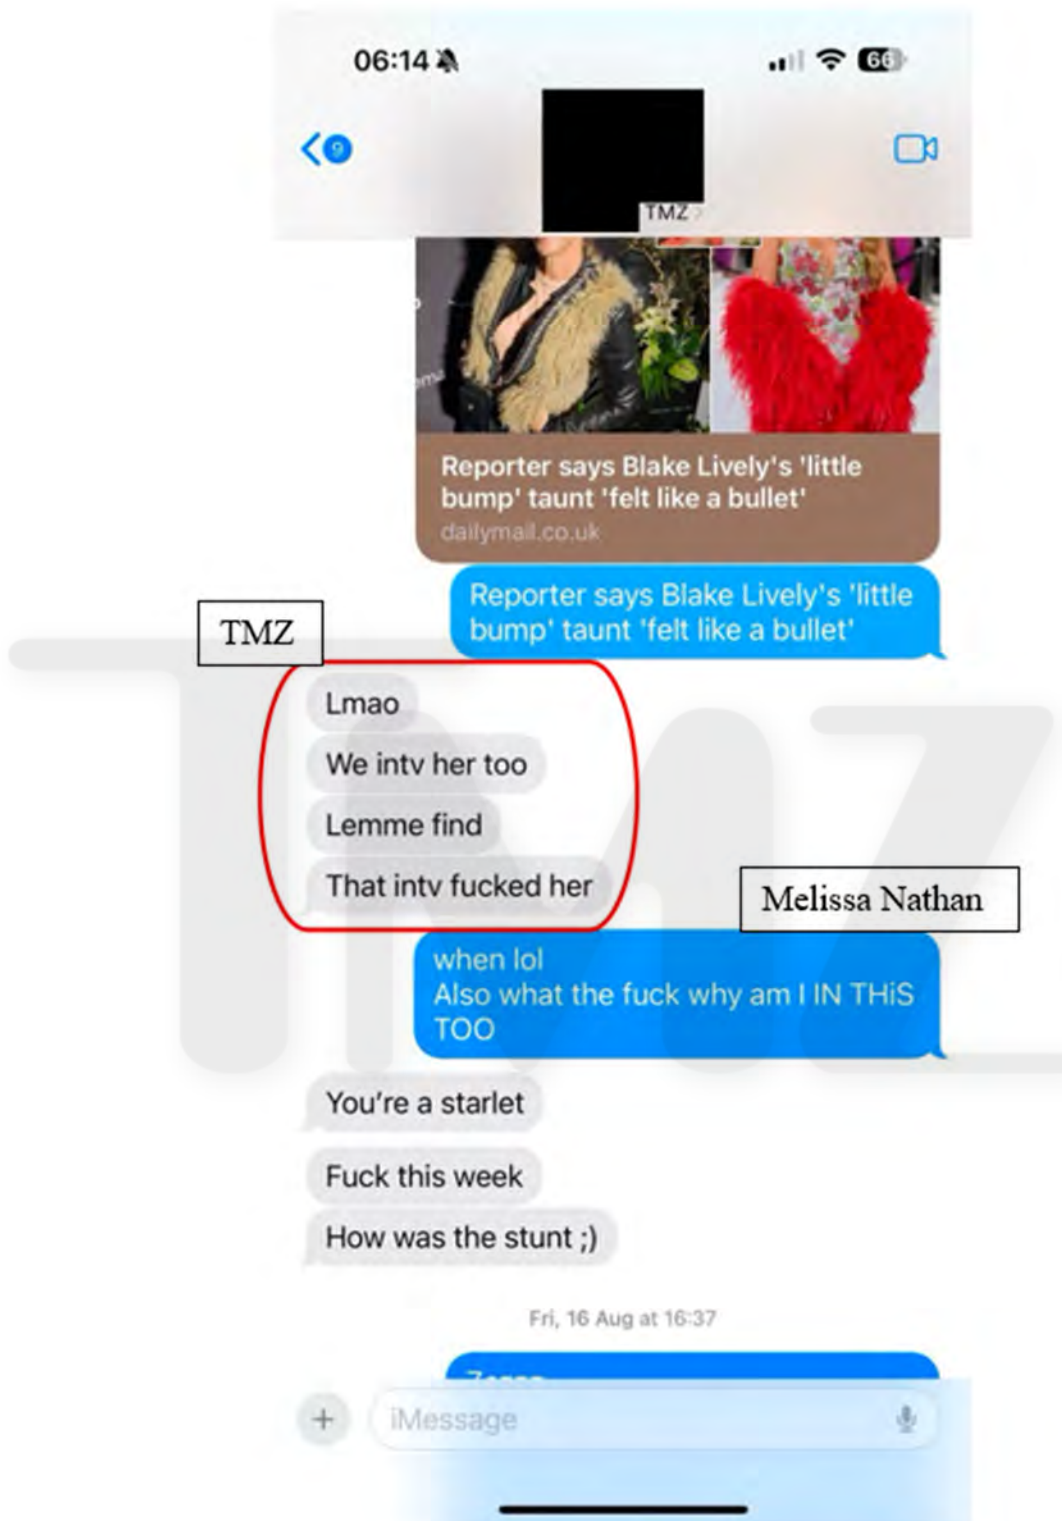 06:14
66
9
TMZ
Reporter says Blake Lively's 'little
bump' taunt 'felt like a bullet'
dailymail.co.uk
Reporter says Blake Lively's 'little
bump' taunt 'felt like a bullet'
TMZ
Lmao
We intv her too
Lemme find
That intv fucked her
Melissa Nathan
when lol
Also what the fuck why am I IN THiS
TOO
You're a starlet
Fuck this week
How was the stunt ;)
Fri, 16 Aug at 16:37
iMessage
TMZ